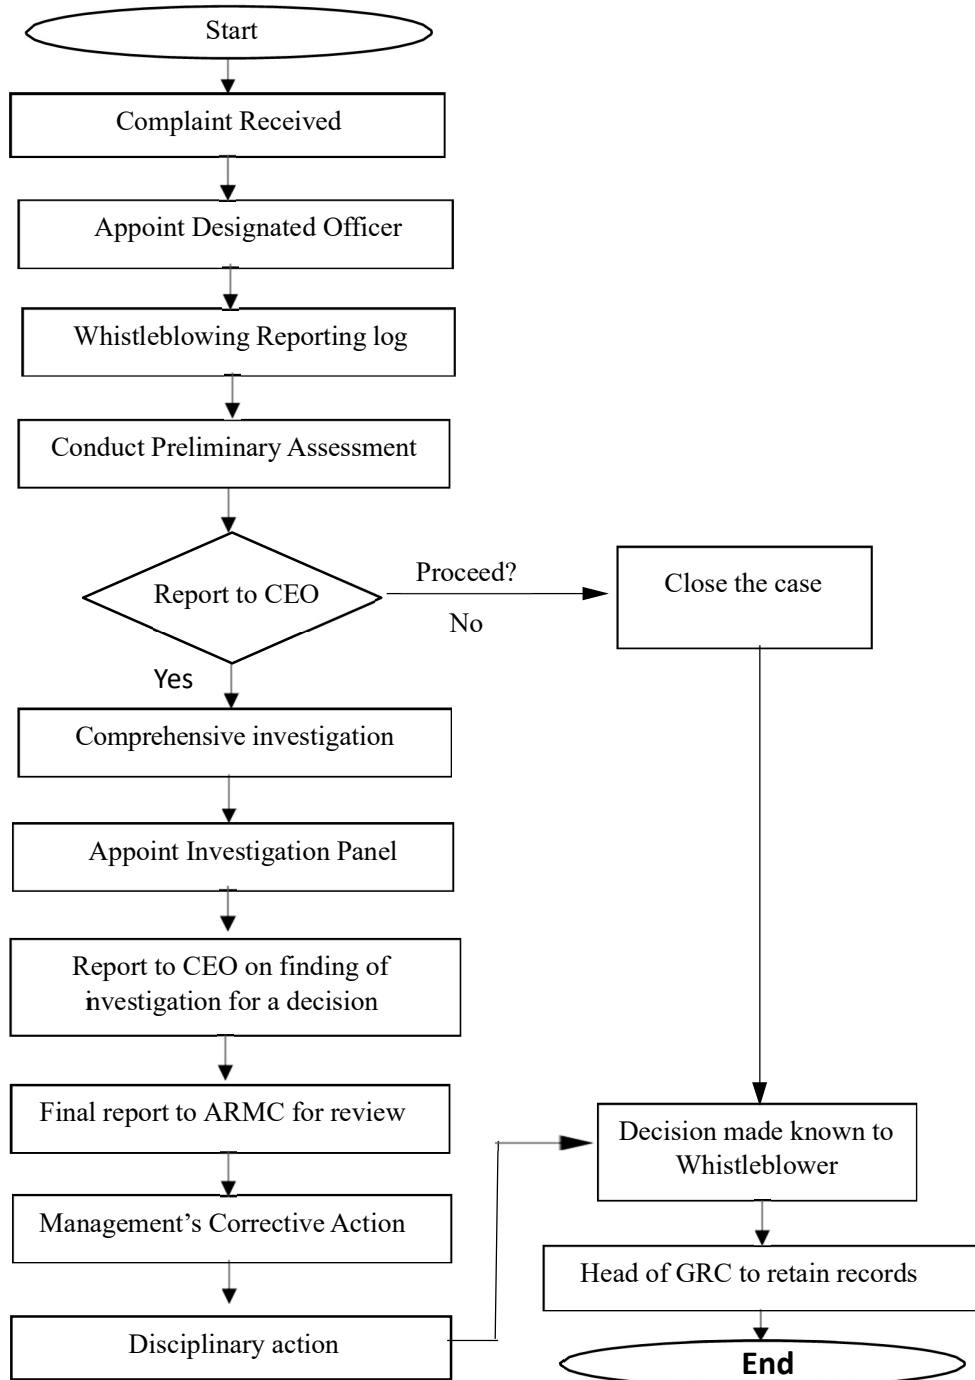 Start
Complaint Received
Appoint Designated Officer
Whistleblowing Reporting log
Conduct Preliminary Assessment
Report to CEO
Proceed?
No
Close the case
Yes
Comprehensive investigation
Appoint Investigation Panel
Report to CEO on finding of
investigation for a decision
Final report to ARMC for review
Management’s Corrective Action
Disciplinary action
Decision made known to
Whistleblower
Head of GRC to retain records
End